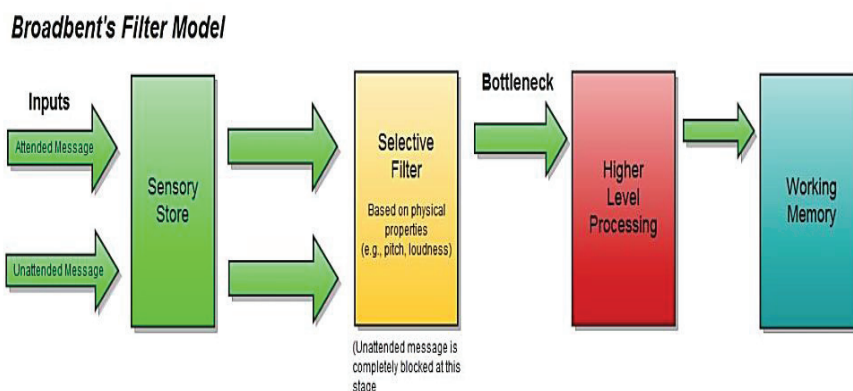 Broadbent's Filter Model
Inputs
Attended Message
Unattended Message
Sensory
Store
Selective
Filter
Based on physical
properties
(e.g., pitch, loudness)
(Unattended message is
completely blocked at this
stage
Bottleneck
Higher
Level
Processing
Working
Memory